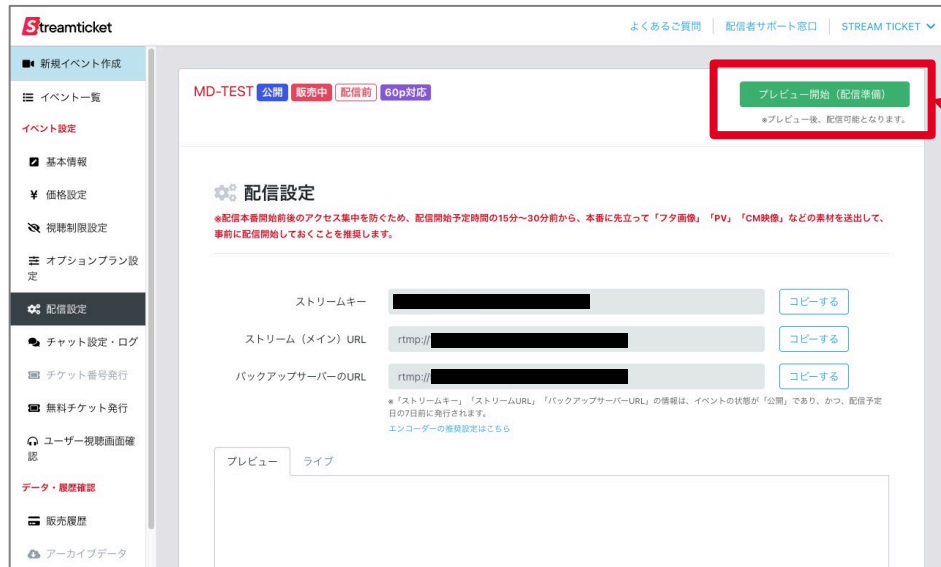 Streamticket
よくあるご質問
配信者サポート窓口
STREAM TICKET
新規イベント作成
イベント一覧
イベント設定
基本情報
¥ 価格設定
視聴制限設定
オプションプラン設
定
配信設定
チャット設定・ログ
チケット番号発行
無料チケット発行
ユーザー視聴画面確
認
データ・履歴確認
販売履歴
アーカイブデータ
MD-TEST 公開 販売中 配信前 60p対応
プレビュー開始（配信準備）
※プレビュー後、配信可能となります。
配信設定
※配信本番開始前後のアクセス集中を防ぐため、配信開始予定時間の15分〜30分前から、本番に先立って「フタ画像」「PV」「CM映像」などの素材を送出して、
事前に配信開始しておくことを推奨します。
ストリームキー
コピーする
ストリーム（メイン）URL
rtmp://
コピーする
バックアップサーバーのURL
rtmp://
コピーする
※「ストリームキー」「ストリームURL」「バックアップサーバーURL」の情報は、イベントの状態が「公開」であり、かつ、配信予定
日の7日前に発行されます。
エンコーダーの推奨設定はこちら
プレビュー
ライブ